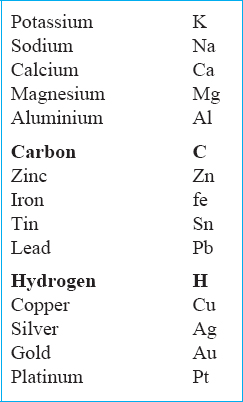 Potassium K
Sodium Na
Calcium Ca
Magnesium Mg
Aluminium Al
Carbon C
Zinc Zn
Iron fe
Tin Sn
Lead Pb
Hydrogen H
Copper Cu
Silver Ag
Gold Au
Platinum Pt